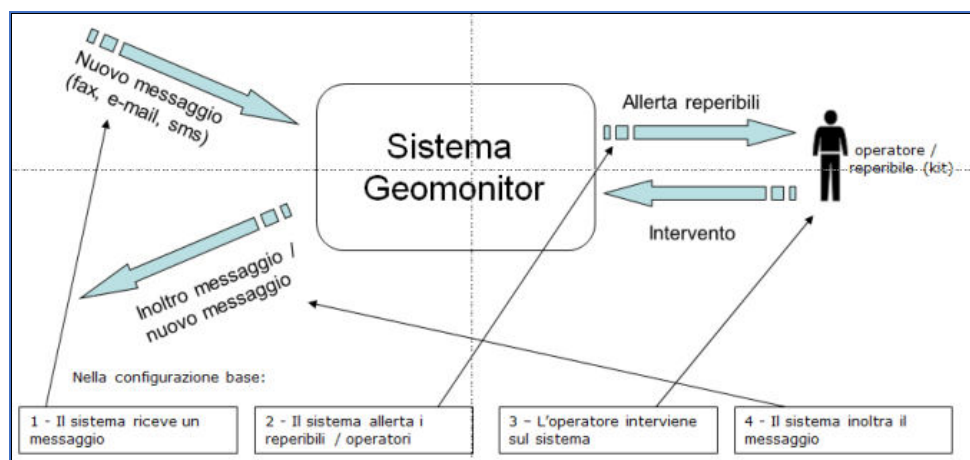 Nuovo messaggio
(fax, e-mail, sms)
Sistema
Geomonitor
Allerta reperibili
operatore /
reperibile (kit)
Intervento
Inoltro messaggio /
nuovo messaggio
Nella configurazione base:
1 - Il sistema riceve un
messaggio
2 - Il sistema allerta i
reperibili / operatori
3 – L'operatore interviene
sul sistema
4 - Il sistema inoltra il
messaggio